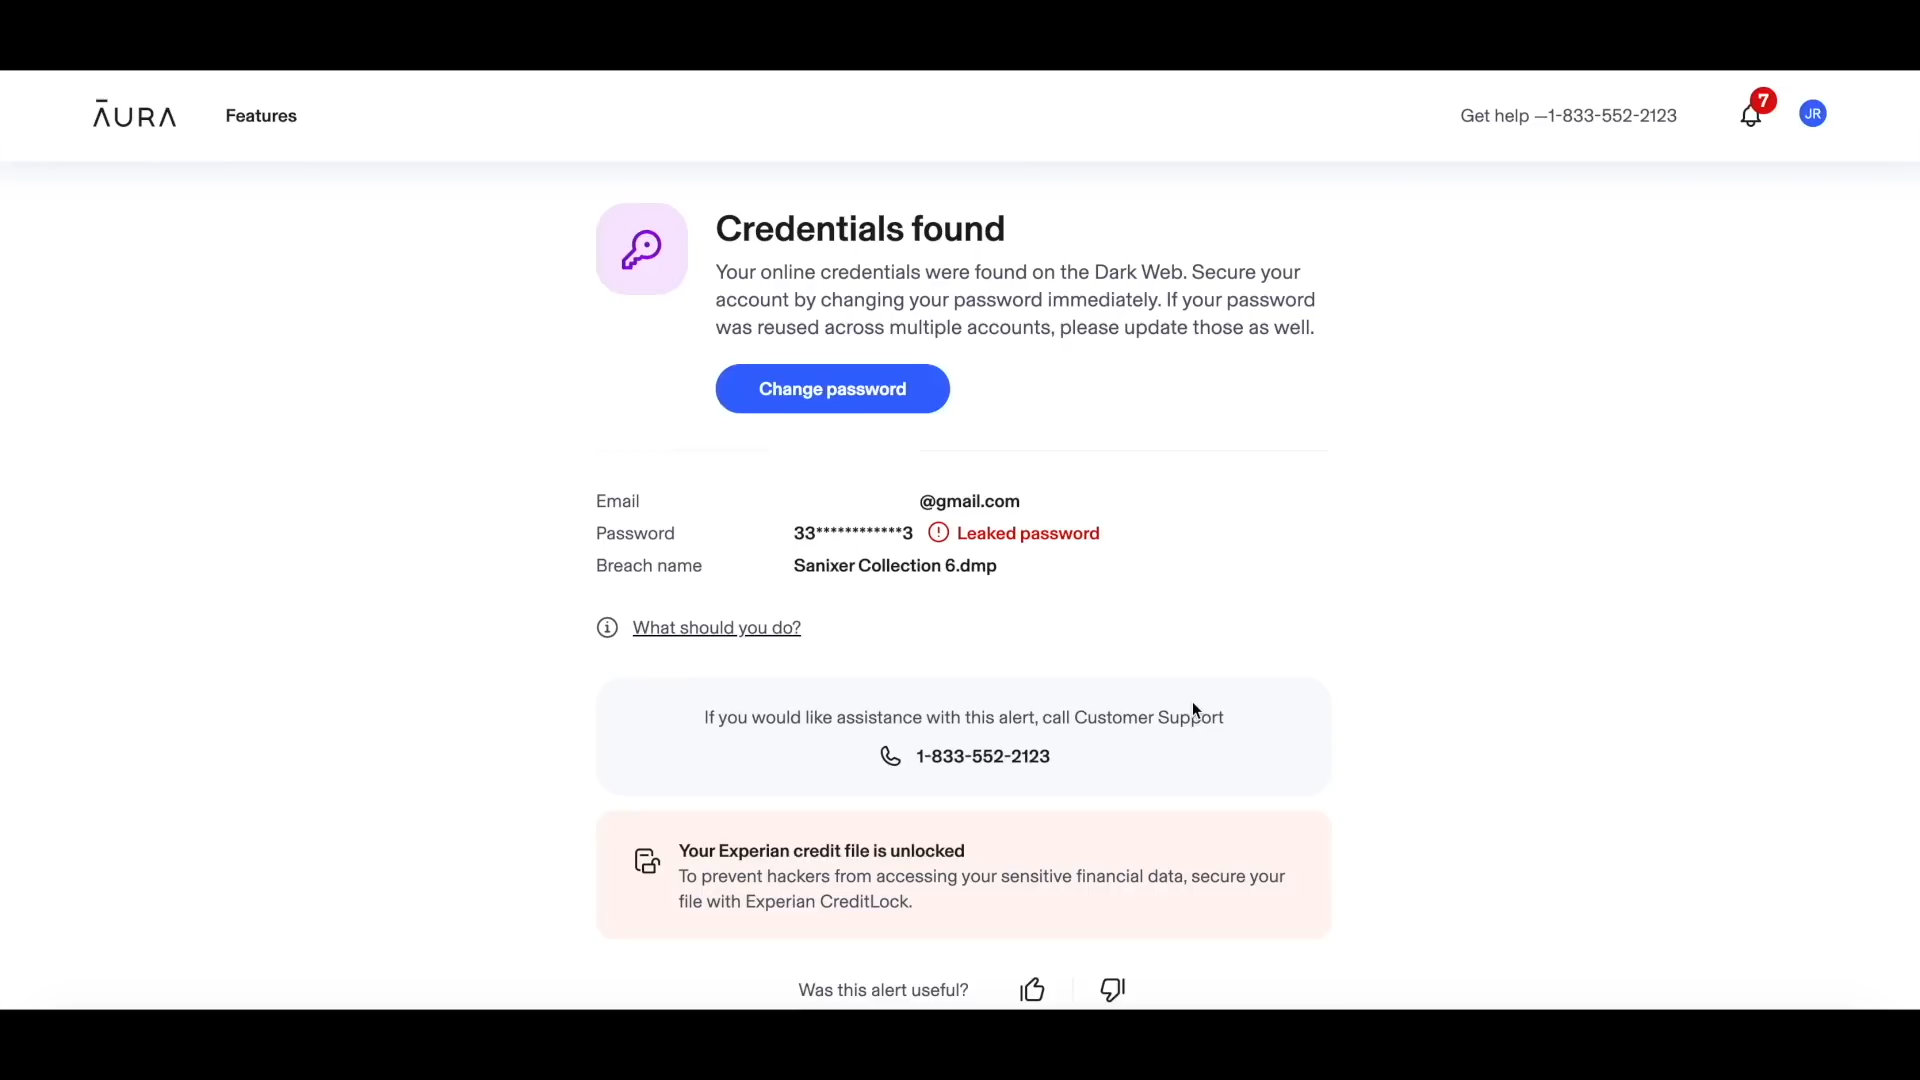 ĀURA
Features
Get help —1-833-552-2123
7
JR
Credentials found
Your online credentials were found on the Dark Web. Secure your
account by changing your password immediately. If your password
was reused across multiple accounts, please update those as well.
Change password
Email
@gmail.com
Password
33************3
Leaked password
Breach name
Sanixer Collection 6.dmp
What should you do?
If you would like assistance with this alert, call Customer Support
1-833-552-2123
Your Experian credit file is unlocked
To prevent hackers from accessing your sensitive financial data, secure your
file with Experian CreditLock.
Was this alert useful?